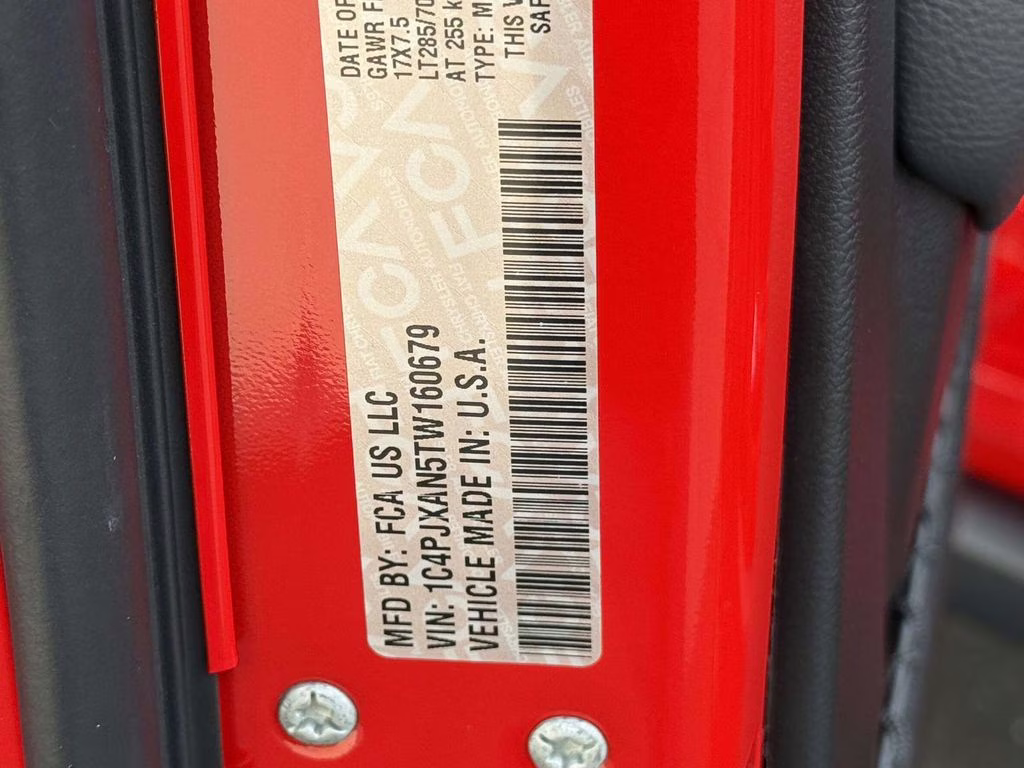 MFD BY: FCA US LLC
VIN: 1C4PJXAN5TW160679
VEHICLE MADE IN: U.S.A.
DATE OF
GAWR F
17X7.5
LT285/70
AT 255 k
TYPE: M
THIS V
SAF
FCA